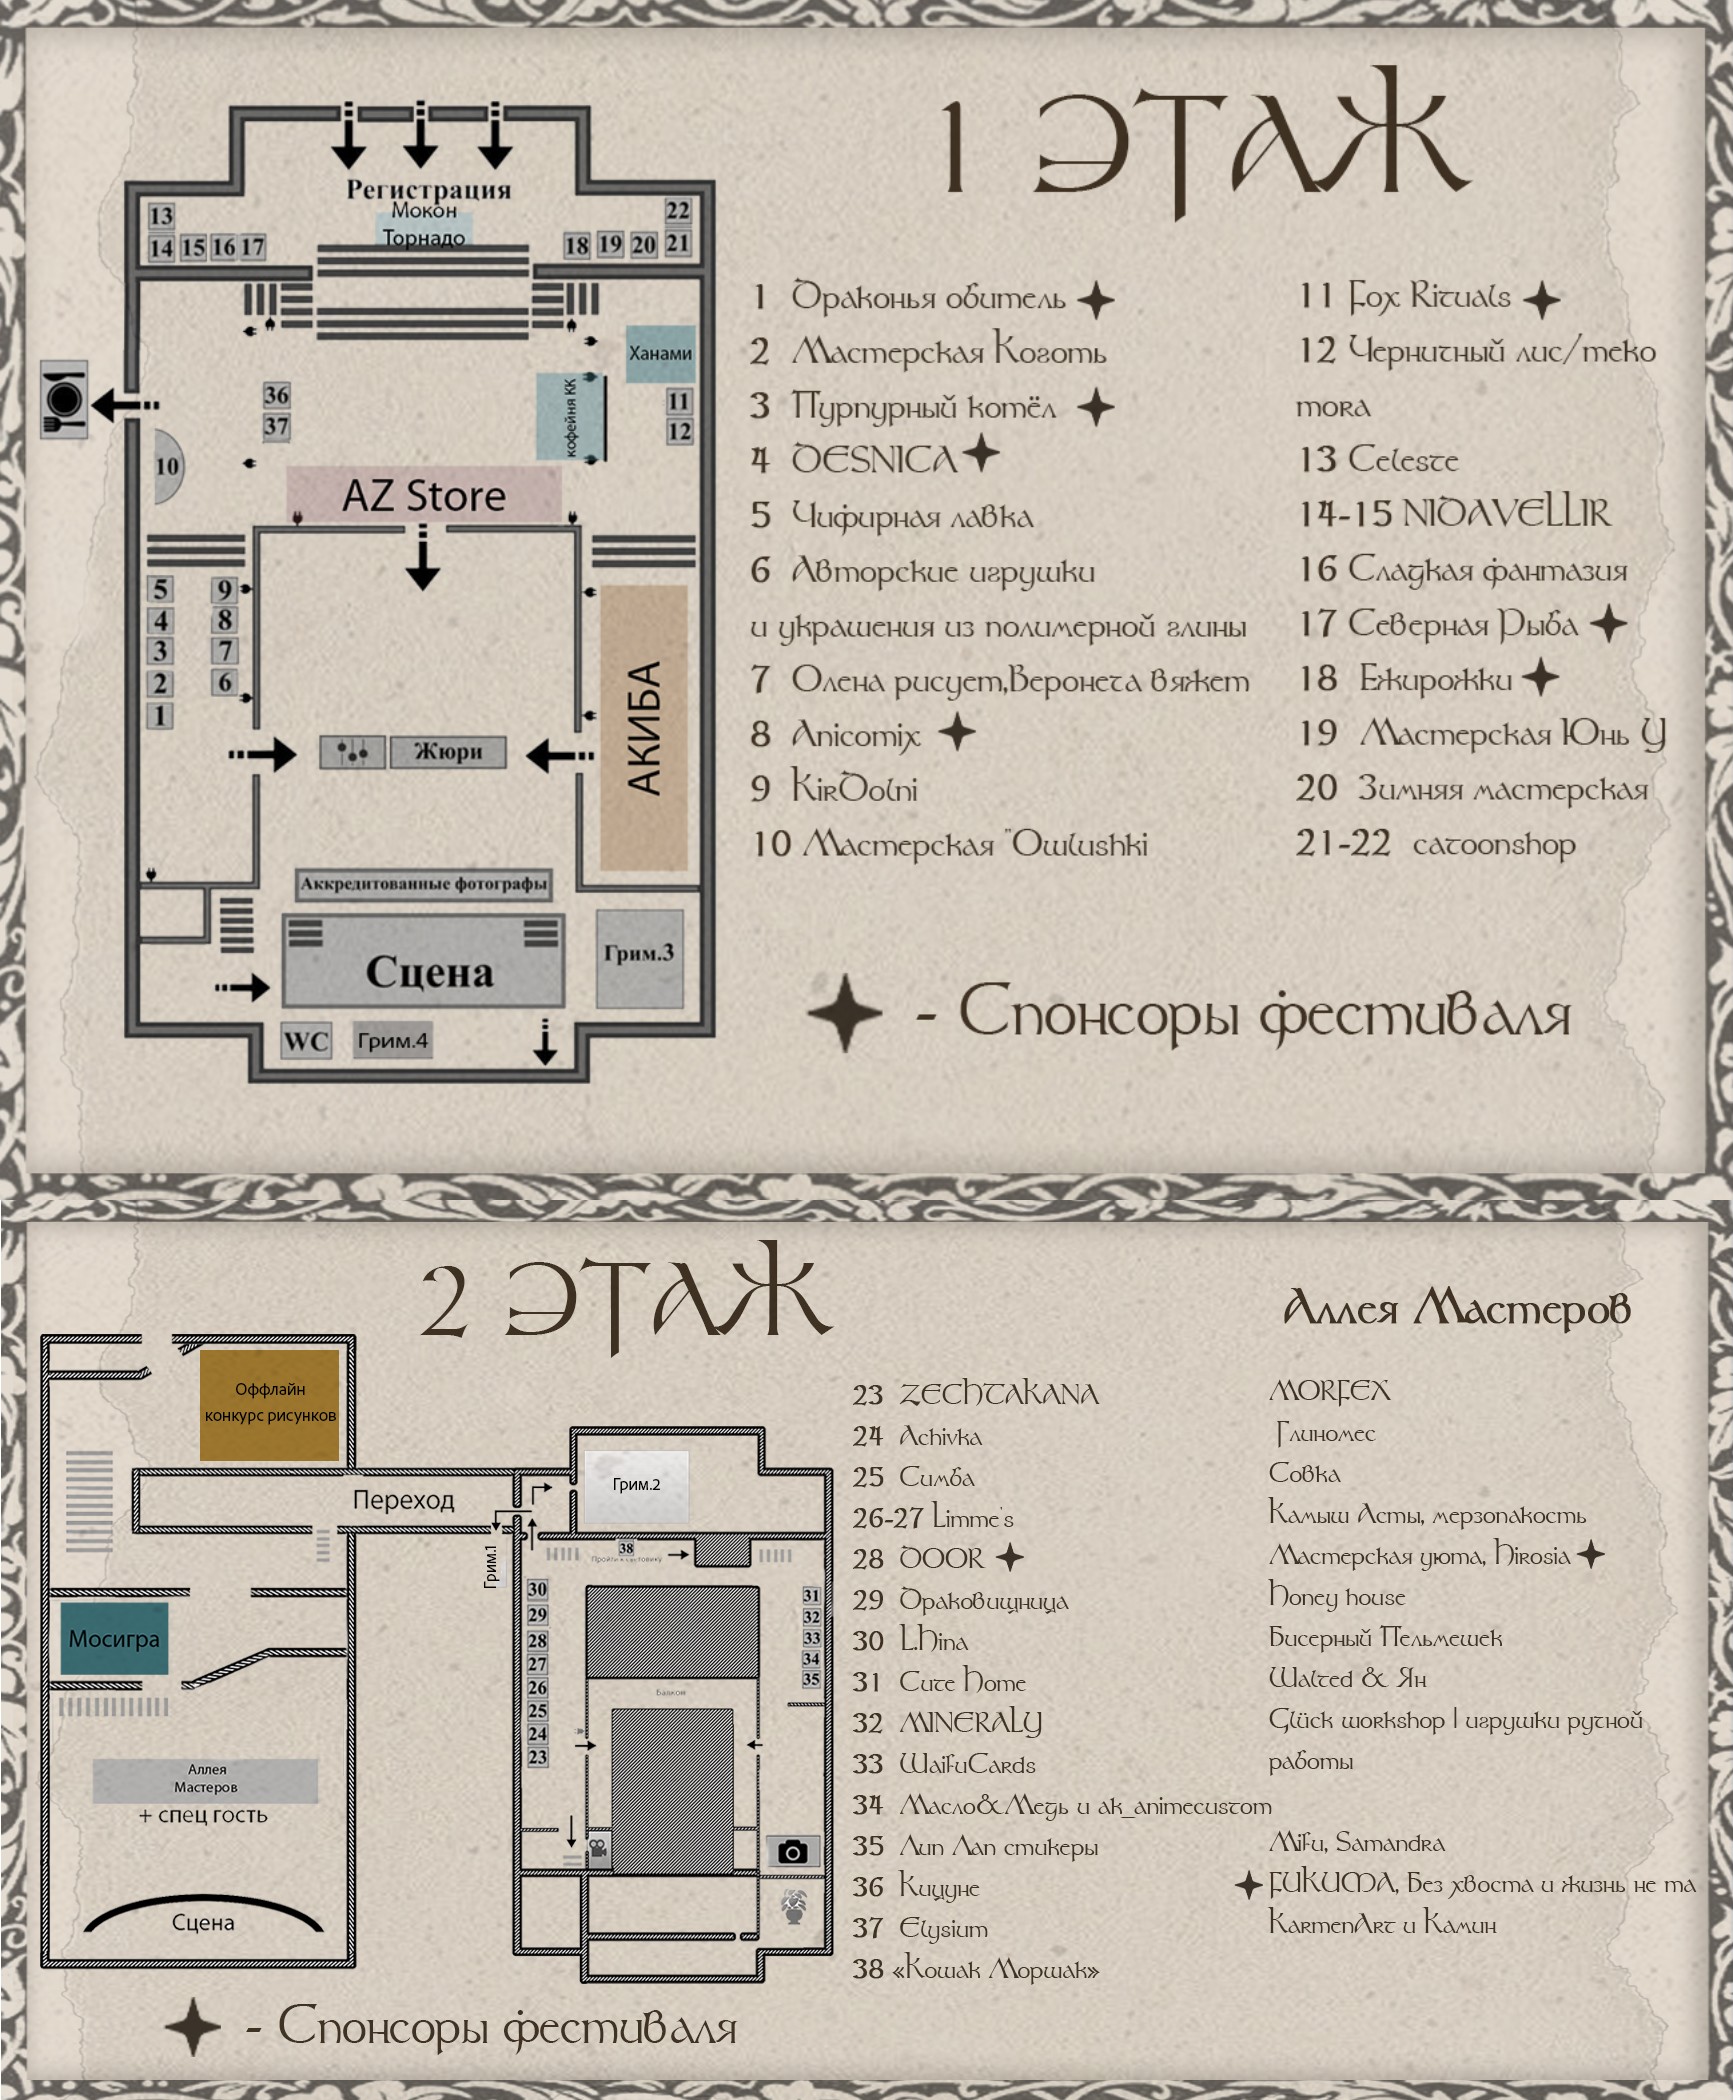 1 ЭТАЖ
Регистрация
Мокон
Торнадо
13
22
14 15 16 17
18 19 20 21
Ханами
кофейня КК
36
37
11
12
10
AZ Store
5 9
4 8
3 7
2 6
1
АКИБА
Жюри
Аккредитованные фотографы
Сцена
Грим.3
WC
Грим.4
1 Драконья обитель
2 Мастерская Коготь
3 Пурпурный котёл
4 DESNICA
5 Чифирная лавка
6 Авторские игрушки
и украшения из полимерной глины
7 Олена рисует,Веронеча вяжет
8 Anicomix
9 KirDolni
10 Мастерская "Owlushki
11 Fox Rituals
12 Черничный лис/meko
mora
13 Celeste
14-15 NIDAVELLIR
16 Сладкая фантазия
17 Северная Рыба
18 Ежирожки
19 Мастерская Юнь У
20 Зимняя мастерская
21-22 catoonshop
- Спонсоры фестиваля
2 ЭТАЖ
Оффлайн
конкурс рисунков
Переход
Грим.2
Грим.1
38
30
29
28
27
26
25
24
23
31
32
33
34
35
Балкон
Мосигра
Аллея
Мастеров
+ спец гость
Сцена
23 ZECHTAKANA
24 Achivka
25 Симба
26-27 Limme's
28 DOOR
29 Драковищница
30 L.Hina
31 Cute Home
32 MINERALY
33 WaifuCards
34 Масло&Медь и ak_animecustom
35 Лип Лап стикеры
36 Кицуне
37 Elysium
38 «Кошак Моршак»
Аллея Мастеров
MORFEX
Глиномес
Совка
Камыш Асты, мерзопакость
Мастерская уюта, Hirosia
Honey house
Бисерный Пельмешек
Walted & Ян
Glück workshop | игрушки ручной
работы
Mifu, Samandra
FUKUMA, Без хвоста и жизнь не та
KarmenArt и Камин
- Спонсоры фестиваля